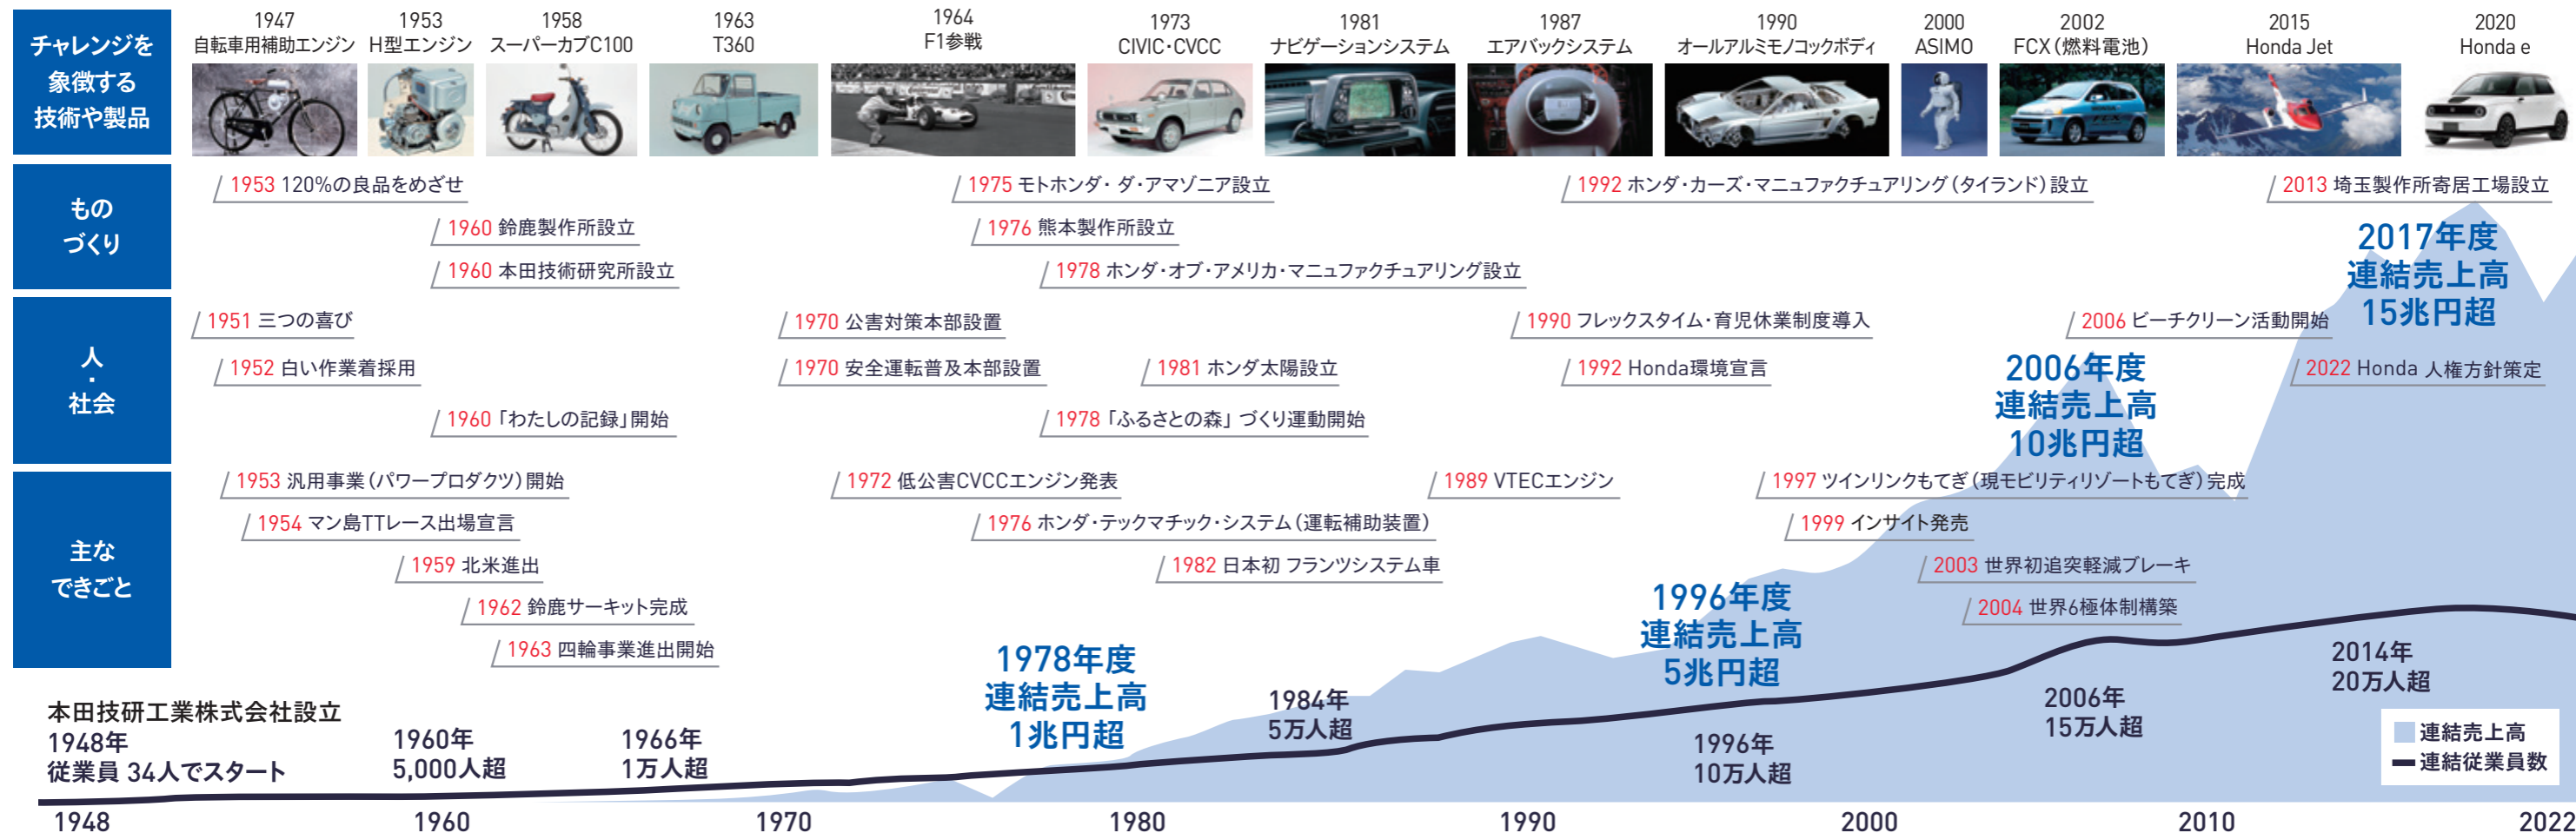 チャレンジを
象徴する
技術や製品
1947
自転車用補助エンジン
1953
H型エンジン
1958
スーパーカブC100
1963
T360
1964
F1参戦
1973
CIVIC・CVCC
1981
ナビゲーションシステム
1987
エアバックシステム
1990
オールアルミモノコックボディ
2000
ASIMO
2002
FCX（燃料電池）
2015
Honda Jet
2020
Honda e
もの
づくり
1953 120%の良品をめざせ
1975 モトホンダ・ダ・アマゾニア設立
1992 ホンダ・カーズ・マニュファクチュアリング（タイランド）設立
2013 埼玉製作所寄居工場設立
1960 鈴鹿製作所設立
1976 熊本製作所設立
1960 本田技術研究所設立
1978 ホンダ・オブ・アメリカ・マニュファクチュアリング設立
2017年度
連結売上高
15兆円超
人
・
社会
1951 三つの喜び
1970 公害対策本部設置
1990 フレックスタイム・育児休業制度導入
2006 ビーチクリーン活動開始
1952 白い作業着採用
1970 安全運転普及本部設置
1981 ホンダ太陽設立
1992 Honda環境宣言
2022 Honda 人権方針策定
1960 「わたしの記録」開始
1978 「ふるさとの森」づくり運動開始
2006年度
連結売上高
10兆円超
主な
できごと
1953 汎用事業（パワープロダクツ）開始
1972 低公害CVCCエンジン発表
1989 VTECエンジン
1997 ツインリンクもてぎ（現モビリティリゾートもてぎ）完成
1954 マン島TTレース出場宣言
1976 ホンダ・テックマチック・システム（運転補助装置）
1999 インサイト発売
1959 北米進出
1982 日本初 フランツシステム車
2003 世界初追突軽減ブレーキ
1962 鈴鹿サーキット完成
2004 世界6極体制構築
1963 四輪事業進出開始
1978年度
連結売上高
1兆円超
1996年度
連結売上高
5兆円超
本田技研工業株式会社設立
1948年
従業員 34人でスタート
1960年
5,000人超
1966年
1万人超
1984年
5万人超
1996年
10万人超
2006年
15万人超
2014年
20万人超
連結売上高
連結従業員数
1948
1960
1970
1980
1990
2000
2010
2022